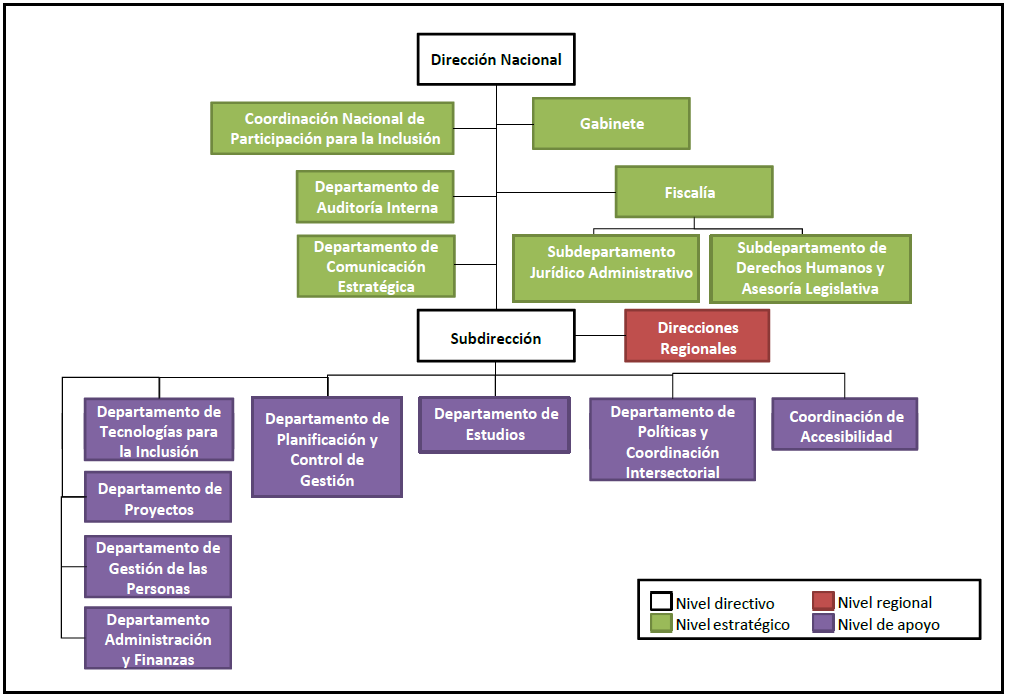 Dirección Nacional
Coordinación Nacional de
Participación para la Inclusión
Gabinete
Departamento de
Auditoría Interna
Fiscalía
Departamento de
Comunicación
Estratégica
Subdepartamento
Jurídico Administrativo
Subdepartamento de
Derechos Humanos y
Asesoría Legislativa
Subdirección
Direcciones
Regionales
Departamento de
Tecnologías para
la Inclusión
Departamento de
Planificación y
Control de
Gestión
Departamento de
Estudios
Departamento de
Políticas y
Coordinación
Intersectorial
Coordinación de
Accesibilidad
Departamento de
Proyectos
Departamento de
Gestión de las
Personas
Departamento
Administración
y Finanzas
Nivel directivo
Nivel regional
Nivel estratégico
Nivel de apoyo